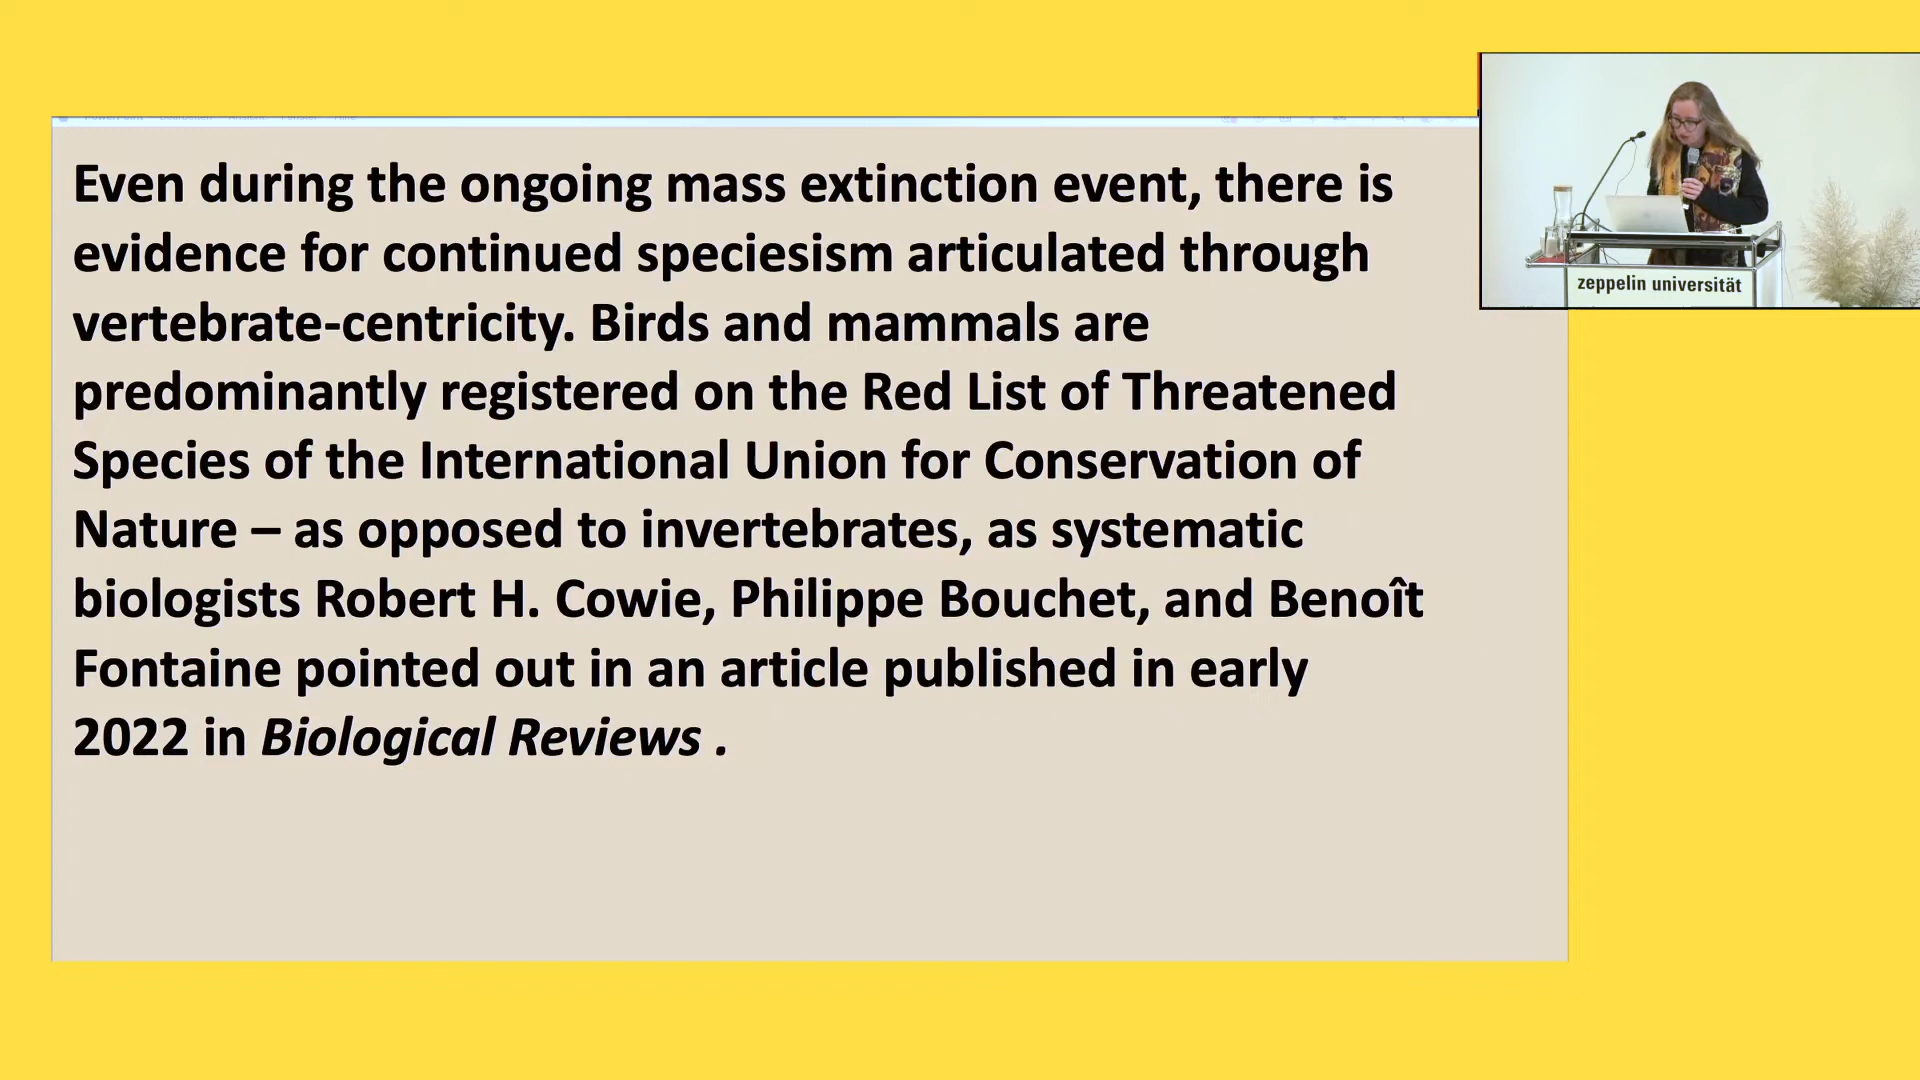 Even during the ongoing mass extinction event, there is
evidence for continued speciesism articulated through
vertebrate-centricity. Birds and mammals are
predominantly registered on the Red List of Threatened
Species of the International Union for Conservation of
Nature – as opposed to invertebrates, as systematic
biologists Robert H. Cowie, Philippe Bouchet, and Benoît
Fontaine pointed out in an article published in early
2022 in Biological Reviews .
zeppelin universität